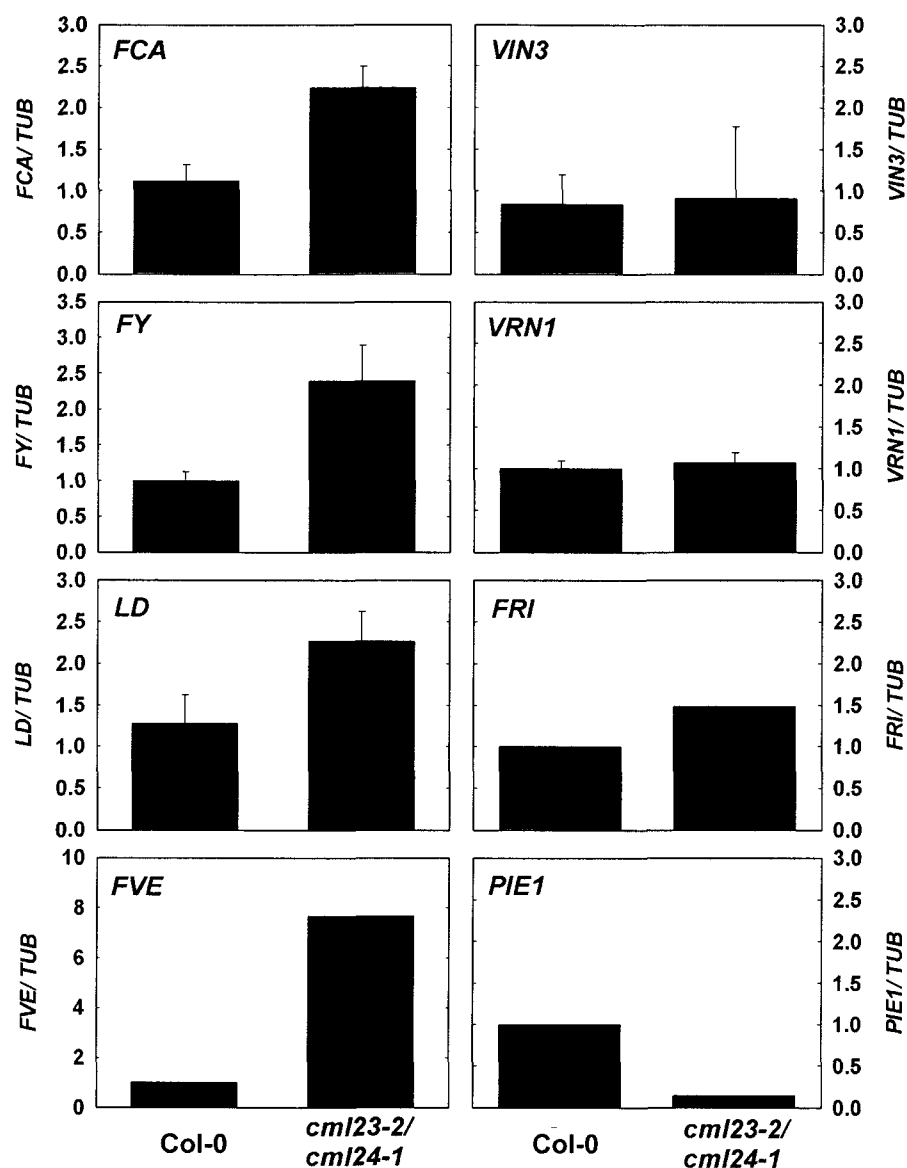 FCA
FCA/TUB
3.0
2.5
2.0
1.5
1.0
0.5
0.0
VIN3
3.0
2.5
2.0
1.5
1.0
0.5
0.0
VIN3/TUB
FY
FY/TUB
3.5
3.0
2.5
2.0
1.5
1.0
0.5
0.0
VRN1
3.0
2.5
2.0
1.5
1.0
0.5
0.0
VRN1/TUB
LD
LD/TUB
3.0
2.5
2.0
1.5
1.0
0.5
0.0
FRI
3.0
2.5
2.0
1.5
1.0
0.5
0.0
FRI/TUB
FVE
FVE/TUB
10
8
6
4
2
0
PIE1
3.0
2.5
2.0
1.5
1.0
0.5
0.0
PIE1/TUB
Col-0
cml23-2/
cml24-1
Col-0
cml23-2/
cml24-1